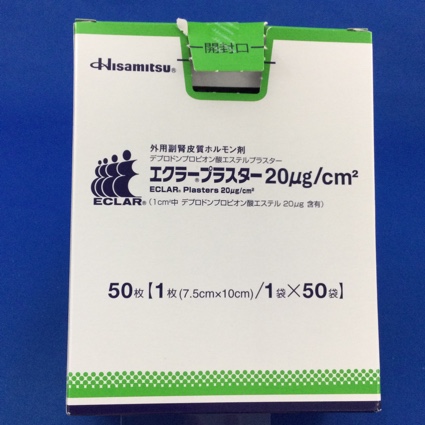 開封口
Hisamitsu®
外用副腎皮質ホルモン剤
デプロドンプロピオン酸エステルプラスター
エクラー®プラスター20μg/cm²
ECLAR® Plasters 20μg/cm²
ECLAR®
(1cm²中 デプロドンプロピオン酸エステル 20μg 含有)
50枚【1枚(7.5cm×10cm)/1袋×50袋】